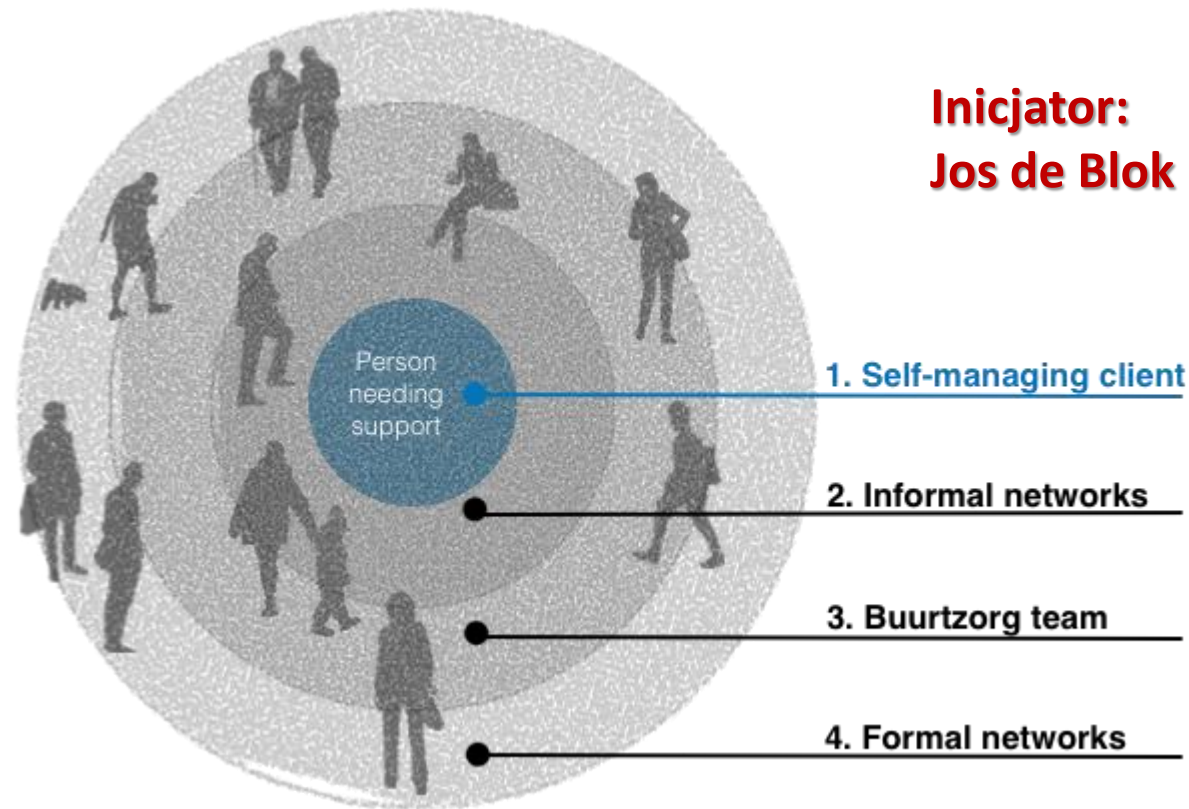 Inicjator:
Jos de Blok
Person
needing
support
1. Self-managing client
2. Informal networks
3. Buurtzorg team
4. Formal networks